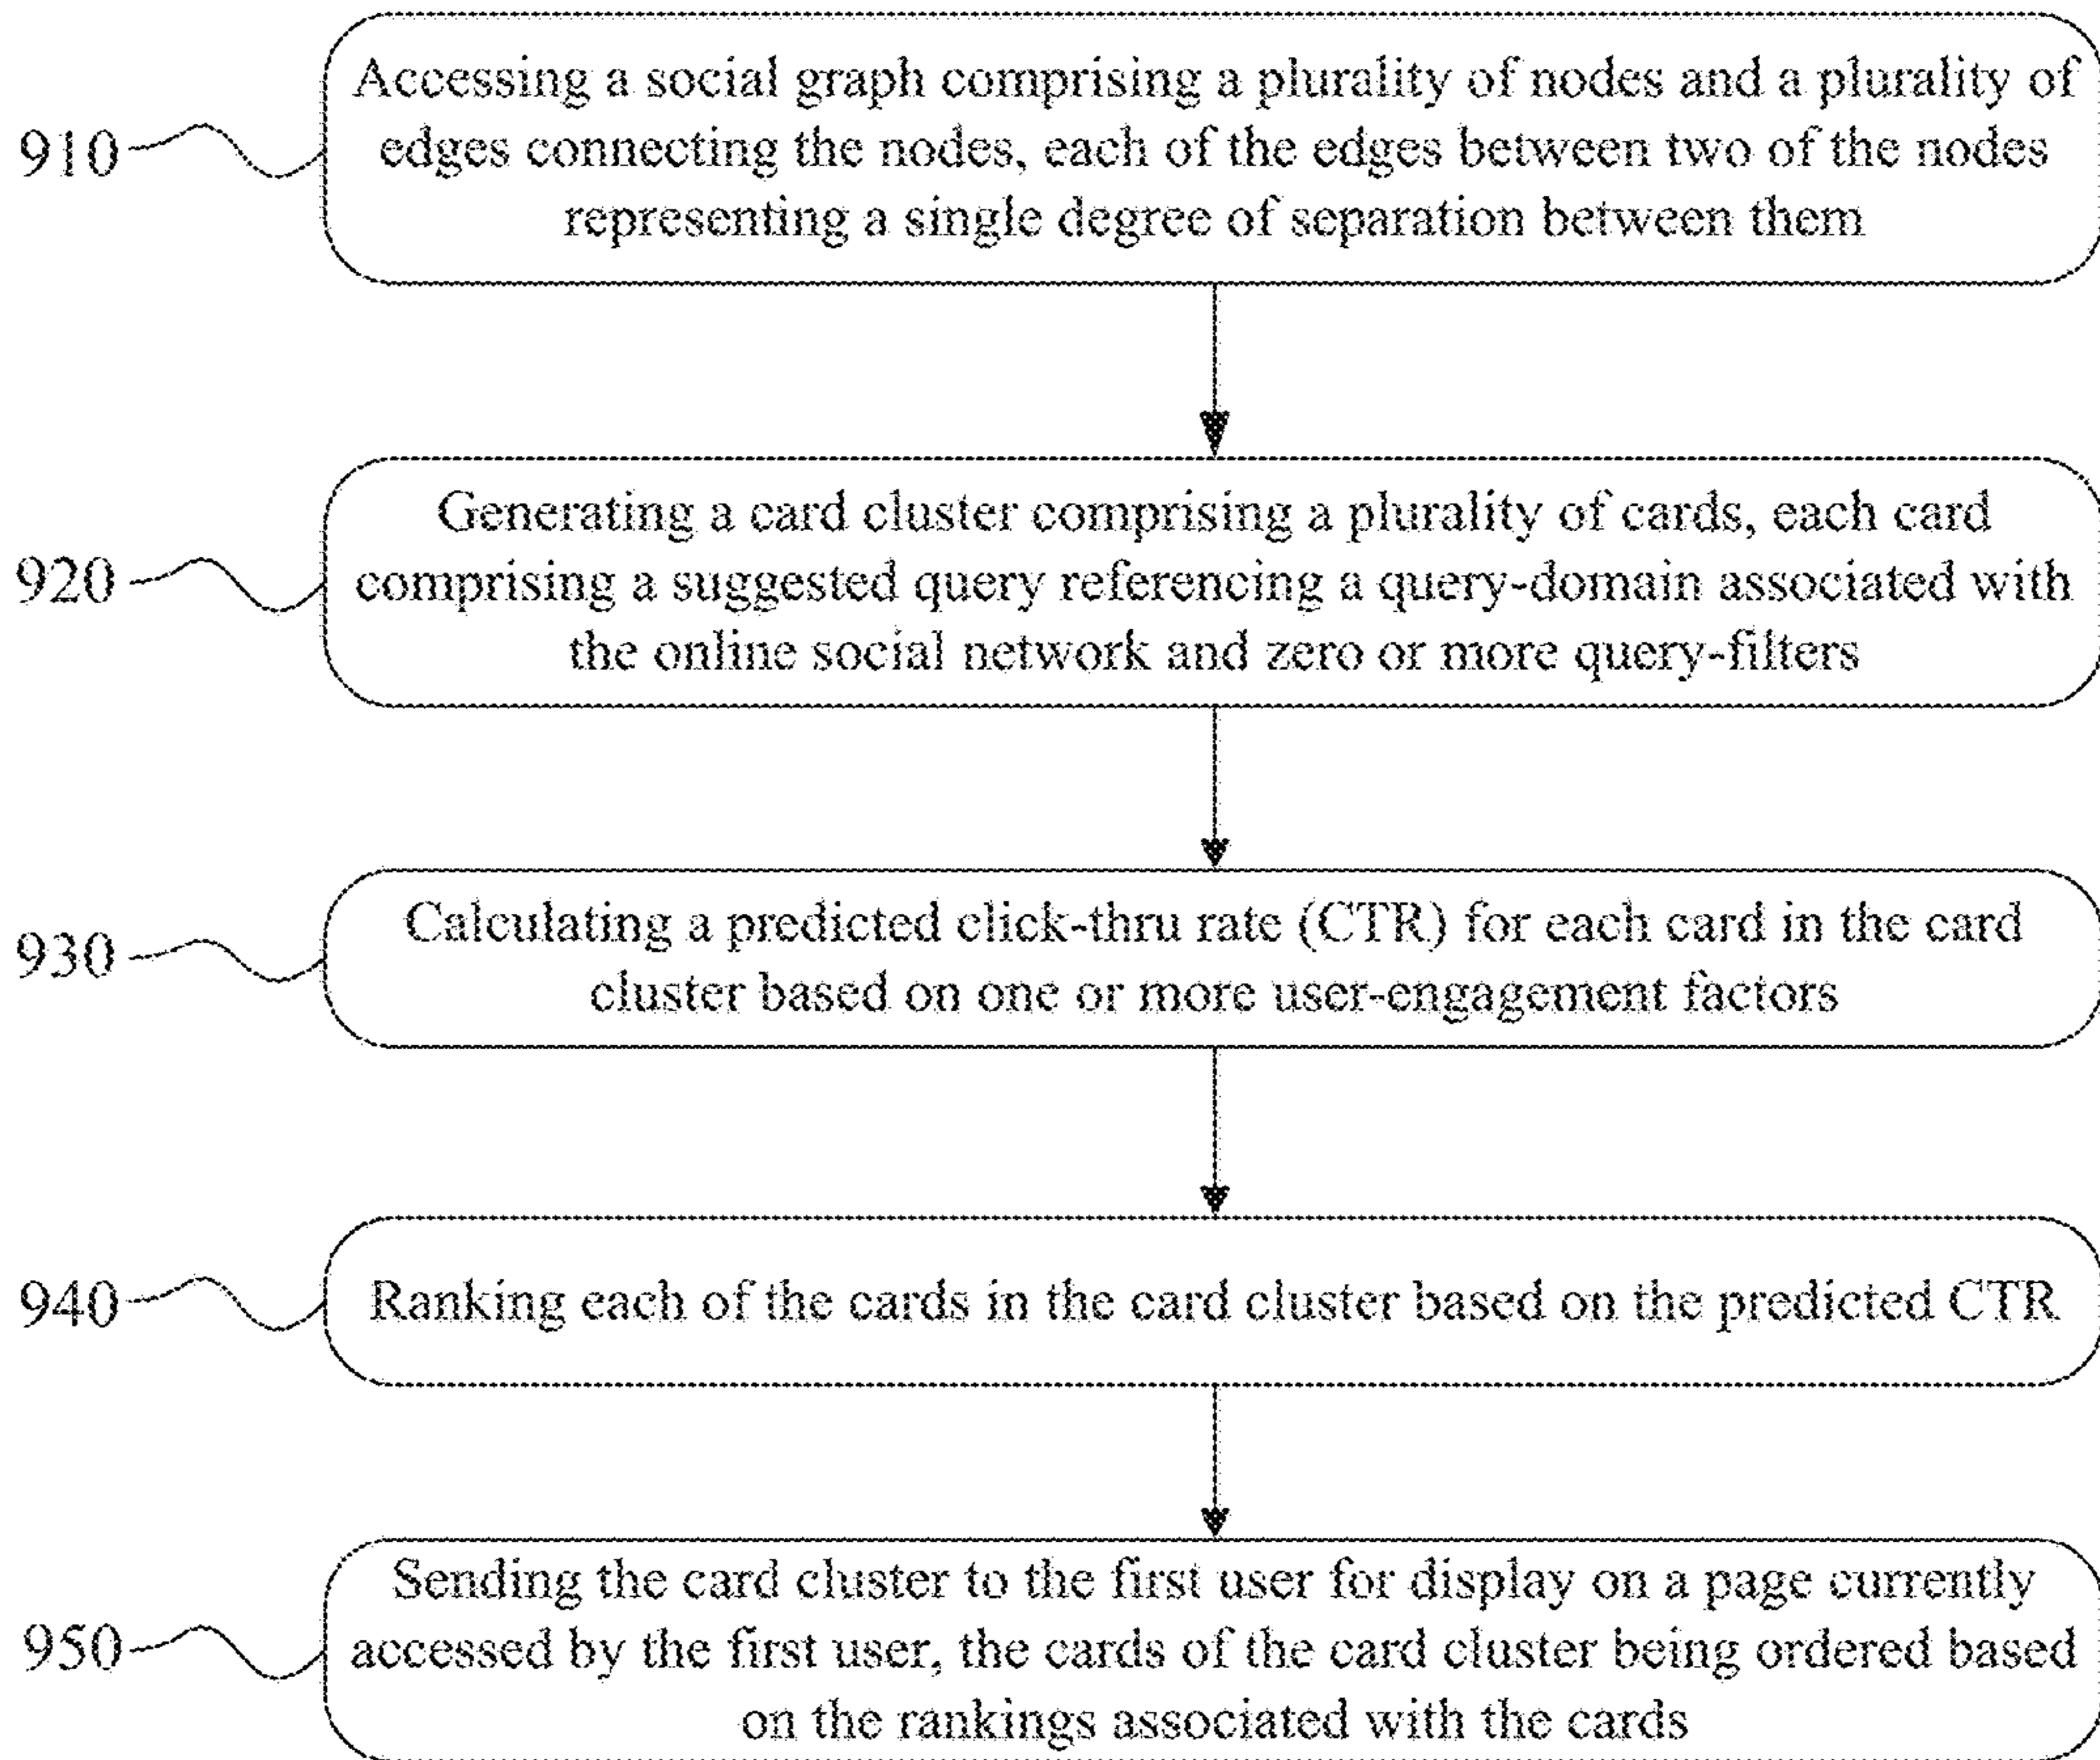 Accessing a social graph comprising a plurality of nodes and a plurality of
910
edges connecting the nodes, each of the edges between two of the nodes
representing a single degree of separation between them
Generating a card cluster comprising a plurality of cards, each card
920
comprising a suggested query referencing a query-domain associated with
the online social network and zero or more query-filters
930
Calculating a predicted click-thru rate (CTR) for each card in the card
cluster based on one or more user-engagement factors
940
Ranking each of the cards in the card cluster based on the predicted CTR
Sending the card cluster to the first user for display on a page currently
950
accessed by the first user, the cards of the card cluster being ordered based
on the rankings associated with the cards